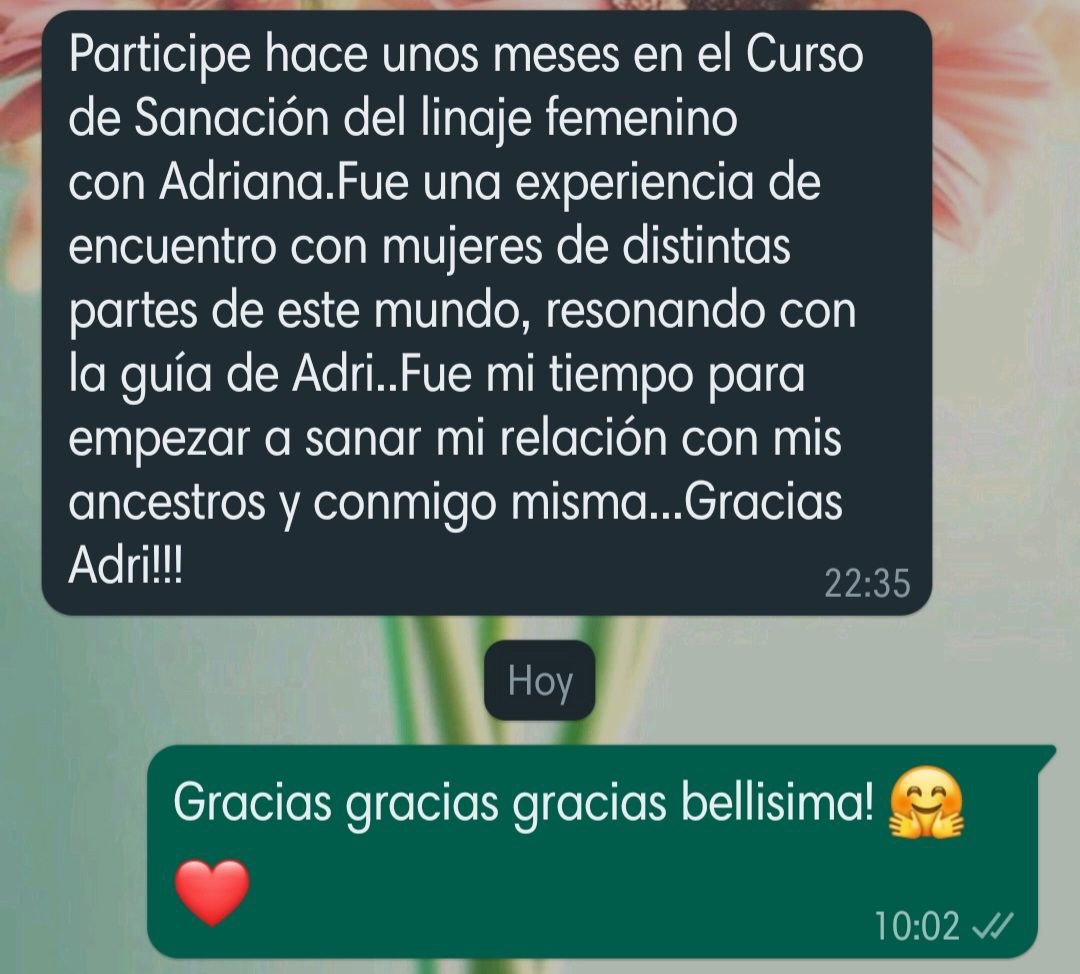 Participe hace unos meses en el Curso
de Sanación del linaje femenino
con Adriana.Fue una experiencia de
encuentro con mujeres de distintas
partes de este mundo, resonando con
la guía de Adri..Fue mi tiempo para
empezar a sanar mi relación con mis
ancestros y conmigo misma...Gracias
Adri!!!
22:35
Hoy
Gracias gracias gracias bellisima! 🤗
❤️
10:02